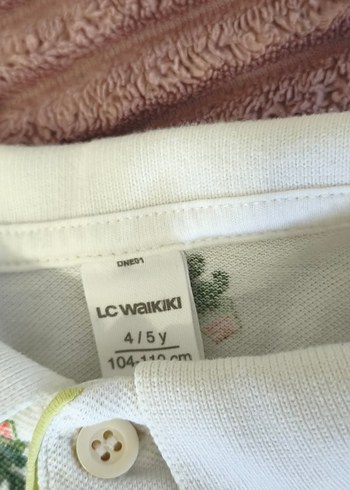 DNE01
LC WAIKIKI
4 / 5 y
104-110 cm